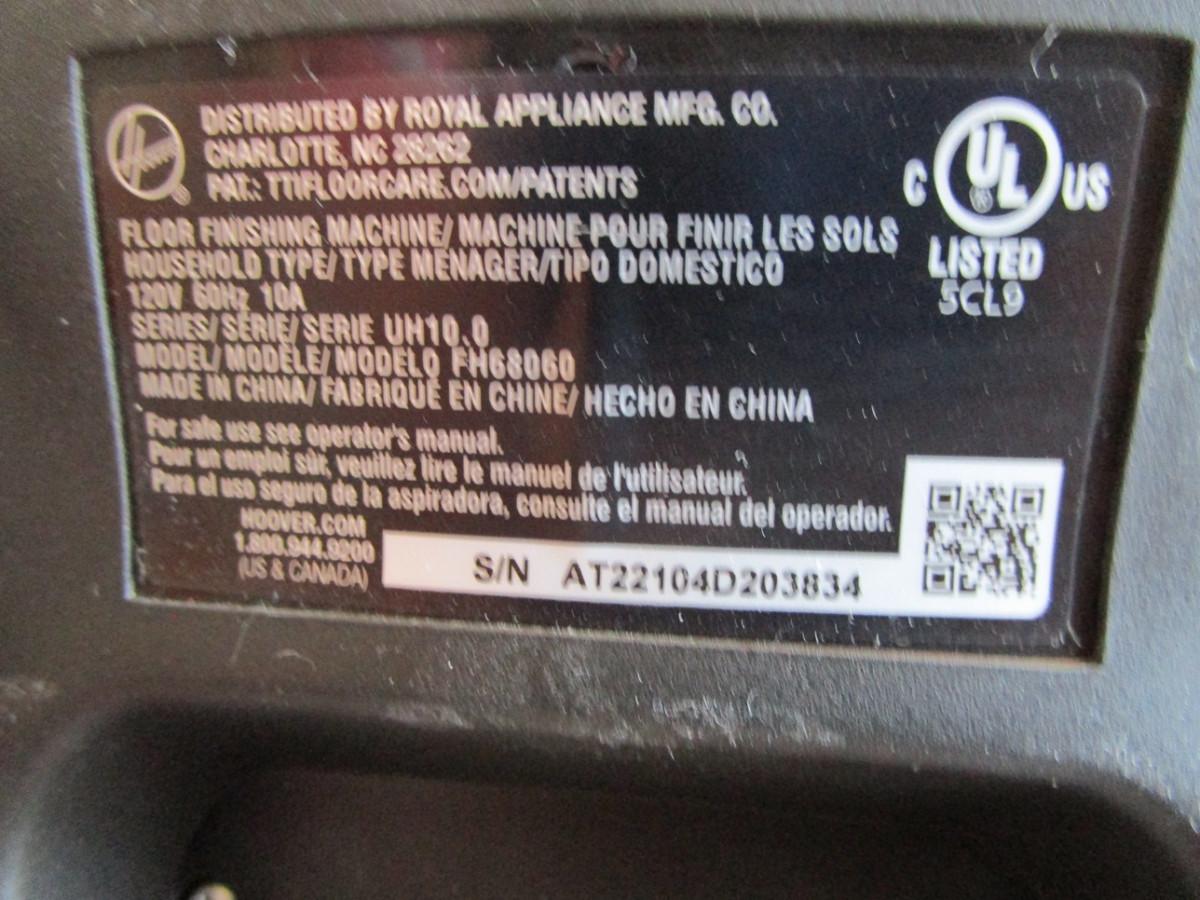 Hoover ®
DISTRIBUTED BY ROYAL APPLIANCE MFG. CO.
CHARLOTTE, NC 28262
PAT.: TTIFLOORCARE.COM/PATENTS
C UL ® US
LISTED
5CL9
FLOOR FINISHING MACHINE/ MACHINE POUR FINIR LES SOLS
HOUSEHOLD TYPE/TYPE MÉNAGER/TIPO DOMESTICO
120V 60Hz 10A
SERIES/ SÉRIE/ SERIE UH10.0
MODEL/ MODÈLE/ MODELO FH68060
MADE IN CHINA/ FABRIQUÉ EN CHINE/ HECHO EN CHINA
For safe use see operator's manual.
Pour un emploi sûr, veuillez lire le manuel de l'utilisateur.
Para el uso seguro de la aspiradora, consulte el manual del operador.
HOOVER.COM
1.800.944.9200
(US & CANADA)
S/N AT22104D203834